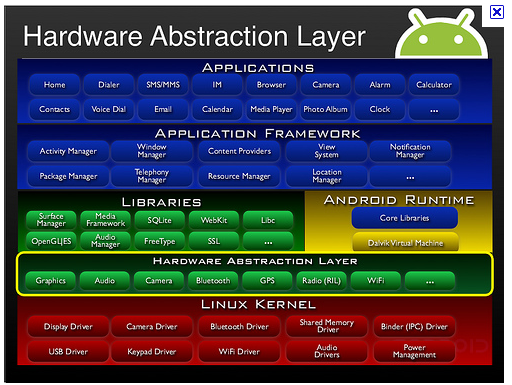 Hardware Abstraction Layer
APPLICATIONS
Home Dialer SMS/MMS IM Browser Camera Alarm Calculator
Contacts Voice Dial Email Calendar Media Player Photo Album Clock ...
APPLICATION FRAMEWORK
Activity Manager Window Manager Content Providers View System Notification Manager
Package Manager Telephony Manager Resource Manager Location Manager ...
LIBRARIES
Surface Manager Media Framework SQLite WebKit Libc
OpenGL|ES Audio Manager FreeType SSL ...
ANDROID RUNTIME
Core Libraries
Dalvik Virtual Machine
HARDWARE ABSTRACTION LAYER
Graphics Audio Camera Bluetooth GPS Radio (RIL) WiFi ...
LINUX KERNEL
Display Driver Camera Driver Bluetooth Driver Shared Memory Driver Binder (IPC) Driver
USB Driver Keypad Driver WiFi Driver Audio Drivers Power Management